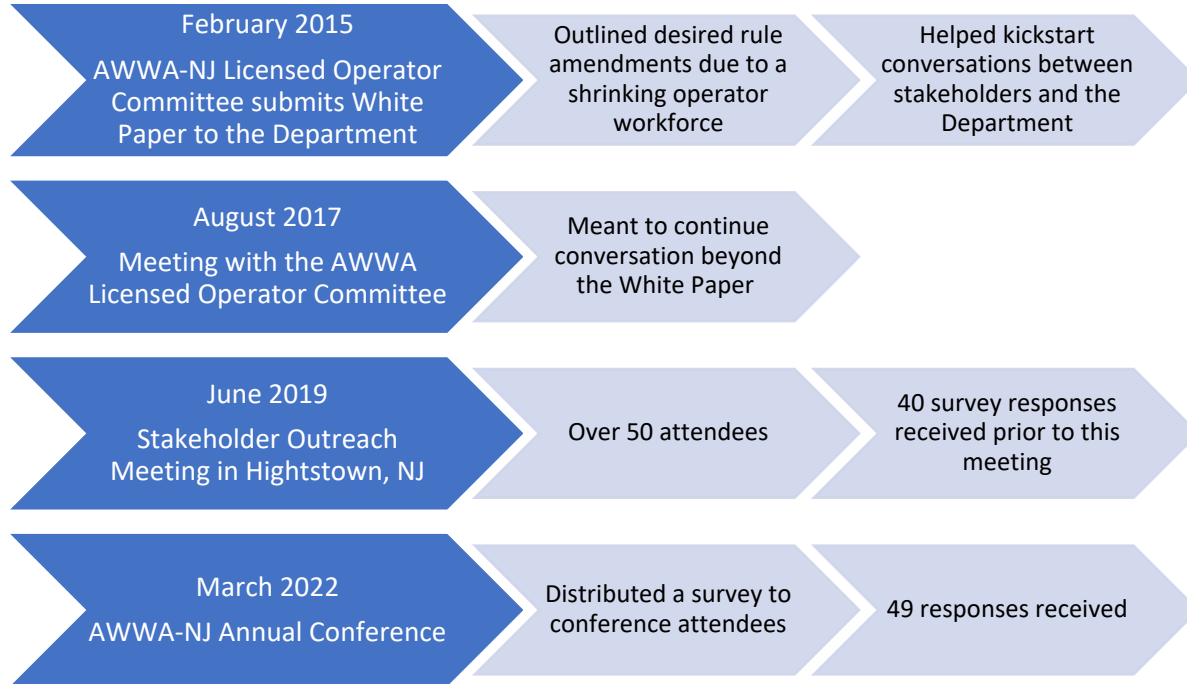 February 2015
AWWA-NJ Licensed Operator
Committee submits White
Paper to the Department
Outlined desired rule
amendments due to a
shrinking operator
workforce
Helped kickstart
conversations between
stakeholders and the
Department
August 2017
Meeting with the AWWA
Licensed Operator Committee
Meant to continue
conversation beyond
the White Paper
June 2019
Stakeholder Outreach
Meeting in Hightstown, NJ
Over 50 attendees
40 survey responses
received prior to this
meeting
March 2022
AWWA-NJ Annual Conference
Distributed a survey to
conference attendees
49 responses received